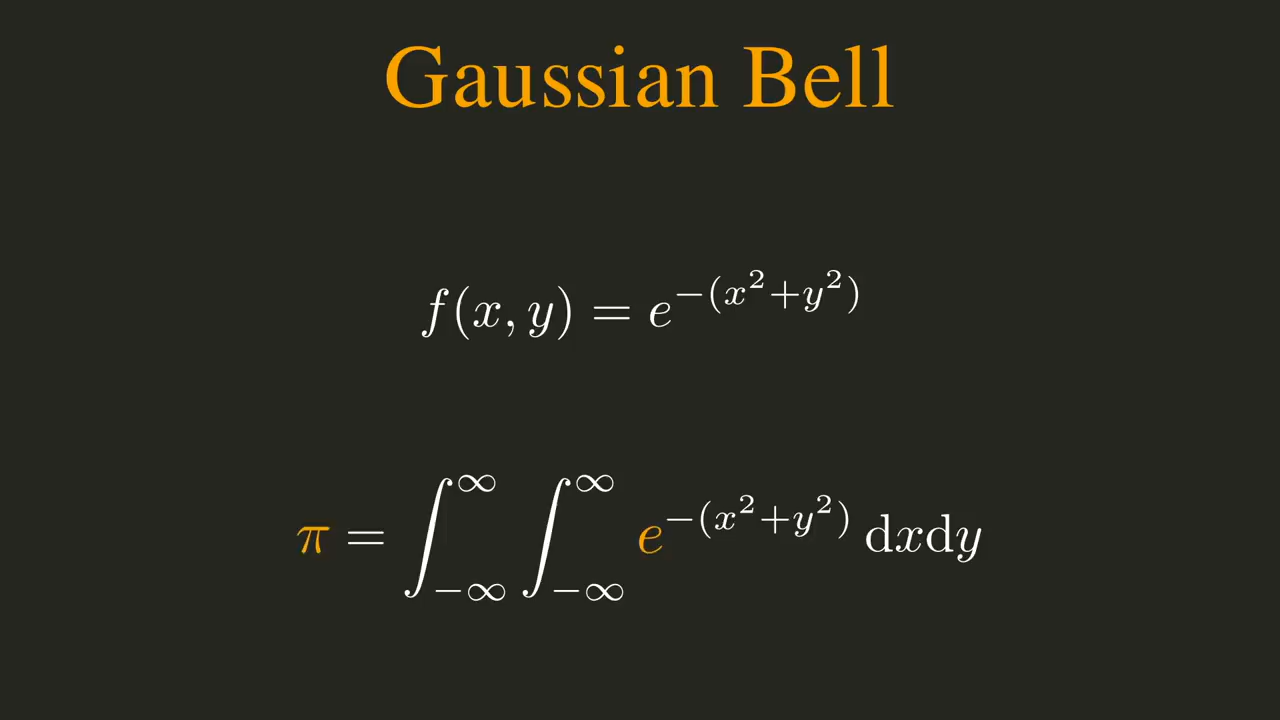 Gaussian Bell
f(x, y) = e^{-(x^2+y^2)}
π = ∫_{-∞}^{∞} ∫_{-∞}^{∞} e^{-(x^2+y^2)} dxdy